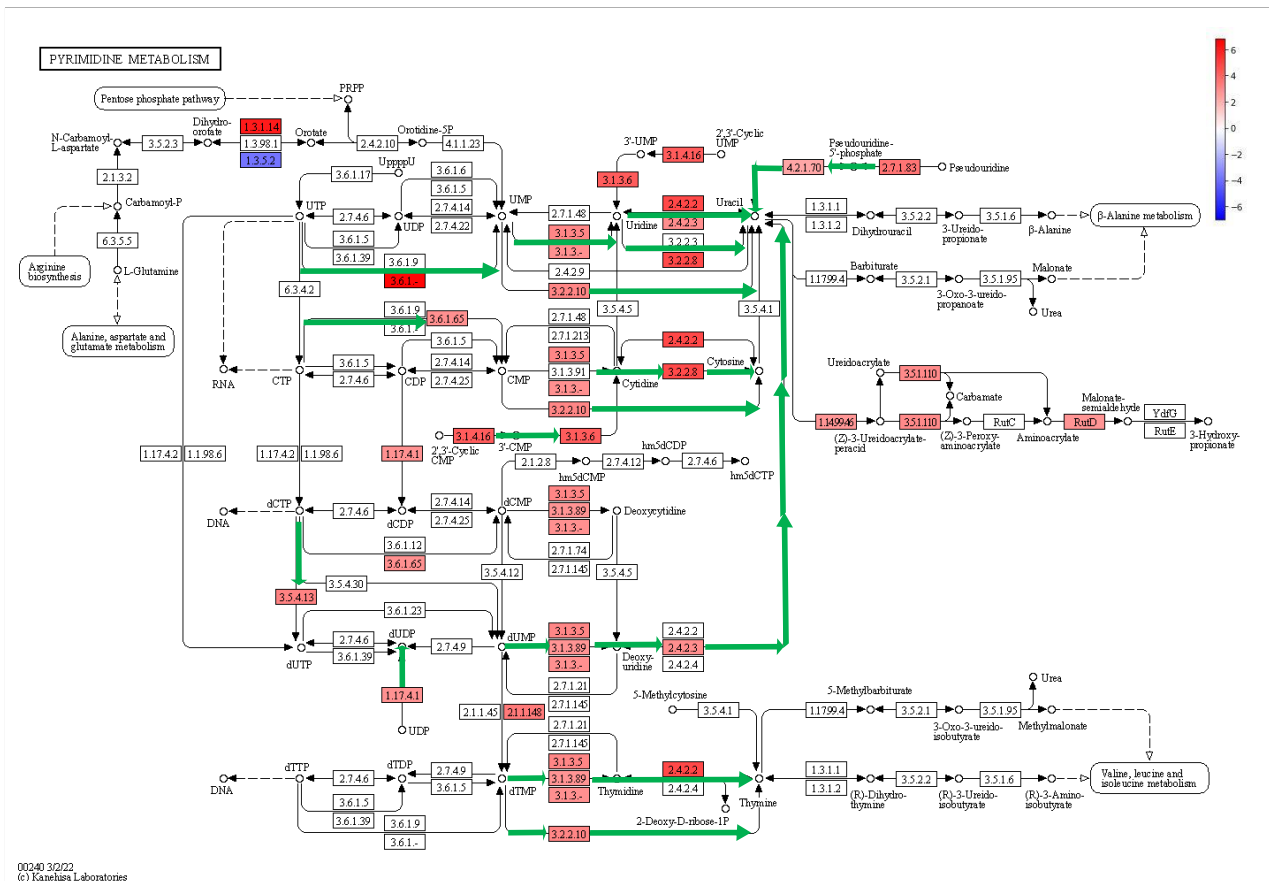 PYRIMIDINE METABOLISM
6
4
2
0
−2
−4
−6
PRPP
Pentose phosphate pathway
N-Carbamoyl-
L-aspartate
3.5.2.3
Dihydro-
orotate
1.3.1.14
1.3.98.1
1.3.5.2
Orotate
2.4.2.10
Orotidine-5P
4.1.1.23
UppppU
3.6.1.17
3'-UMP
3.1.4.16
2',3'-Cyclic
UMP
3.1.3.6
Pseudouridine-
5'-phosphate
4.2.1.70
2.7.1.83
Pseudouridine
2.1.3.2
Carbamoyl-P
6.3.5.5
Arginine
biosynthesis
L-Glutamine
Alanine, aspartate and
glutamate metabolism
UTP
2.7.4.6
3.6.1.5
3.6.1.39
UDP
3.6.1.6
3.6.1.5
2.7.4.14
2.7.4.22
UMP
2.7.1.48
3.1.3.5
3.1.3.-
Uridine
2.4.2.2
2.4.2.3
3.2.2.3
3.2.2.8
Uracil
1.3.1.1
1.3.1.2
Dihydrouracil
3.5.2.2
3-Ureido-
propionate
3.5.1.6
β-Alanine
β-Alanine metabolism
3.6.1.9
3.6.1.-
2.4.2.9
3.2.2.10
6.3.4.2
3.5.4.5
3.5.4.1
1.17.99.4
Barbiturate
3.5.2.1
3-Oxo-3-ureido-
propanoate
3.5.1.95
Malonate
Urea
3.6.1.9
3.6.1.-
3.6.1.65
3.6.1.5
2.7.1.48
2.7.1.213
RNA
CTP
3.6.1.5
2.7.4.6
CDP
2.7.4.14
2.7.4.25
CMP
3.1.3.5
3.1.3.91
3.1.3.-
3.2.2.10
Cytidine
2.4.2.2
3.2.2.8
Cytosine
Ureidoacrylate
3.5.1.110
Carbamate
1.14.99.46
(Z)-3-Ureidoacrylate-
peracid
3.5.1.110
(Z)-3-Peroxy-
aminoacrylate
RutC
Aminoacrylate
RutD
Malonate-
semialdehyde
YdfG
RutE
3-Hydroxy-
propionate
2',3'-Cyclic
CMP
3.1.4.16
3'-CMP
3.1.3.6
1.17.4.2
1.1.98.6
1.17.4.2
1.1.98.6
1.17.4.1
2.1.2.8
hm5dCMP
2.7.4.12
hm5dCDP
2.7.4.6
hm5dCTP
DNA
dCTP
2.7.4.6
dCDP
2.7.4.14
2.7.4.25
dCMP
3.1.3.5
3.1.3.89
3.1.3.-
Deoxycytidine
3.6.1.12
3.6.1.65
2.7.1.74
2.7.1.145
3.5.4.13
3.5.4.30
3.5.4.12
3.5.4.5
3.6.1.23
dUTP
2.7.4.6
3.6.1.39
dUDP
2.7.4.9
dUMP
3.1.3.5
3.1.3.89
3.1.3.-
Deoxy-
uridine
2.4.2.2
2.4.2.3
2.4.2.4
1.17.4.1
UDP
2.7.1.21
2.7.1.145
2.1.1.45
2.1.1.148
2.7.1.21
2.7.1.145
5-Methylcytosine
3.5.4.1
1.17.99.4
5-Methylbarbiturate
3.5.2.1
3-Oxo-3-ureido-
isobutyrate
3.5.1.95
Methylmalonate
Urea
DNA
dTTP
2.7.4.6
3.6.1.5
3.6.1.39
dTDP
2.7.4.9
3.6.1.5
dTMP
3.1.3.5
3.1.3.89
3.1.3.-
Thymidine
2.4.2.2
2.4.2.4
Thymine
1.3.1.1
1.3.1.2
(R)-Dihydro-
thymine
3.5.2.2
(R)-3-Ureido-
isobutyrate
3.5.1.6
(R)-3-Amino-
isobutyrate
Valine, leucine and
isoleucine metabolism
3.6.1.9
3.6.1.-
3.2.2.10
2-Deoxy-D-ribose-1P
00240 3/2/22
(c) Kanehisa Laboratories